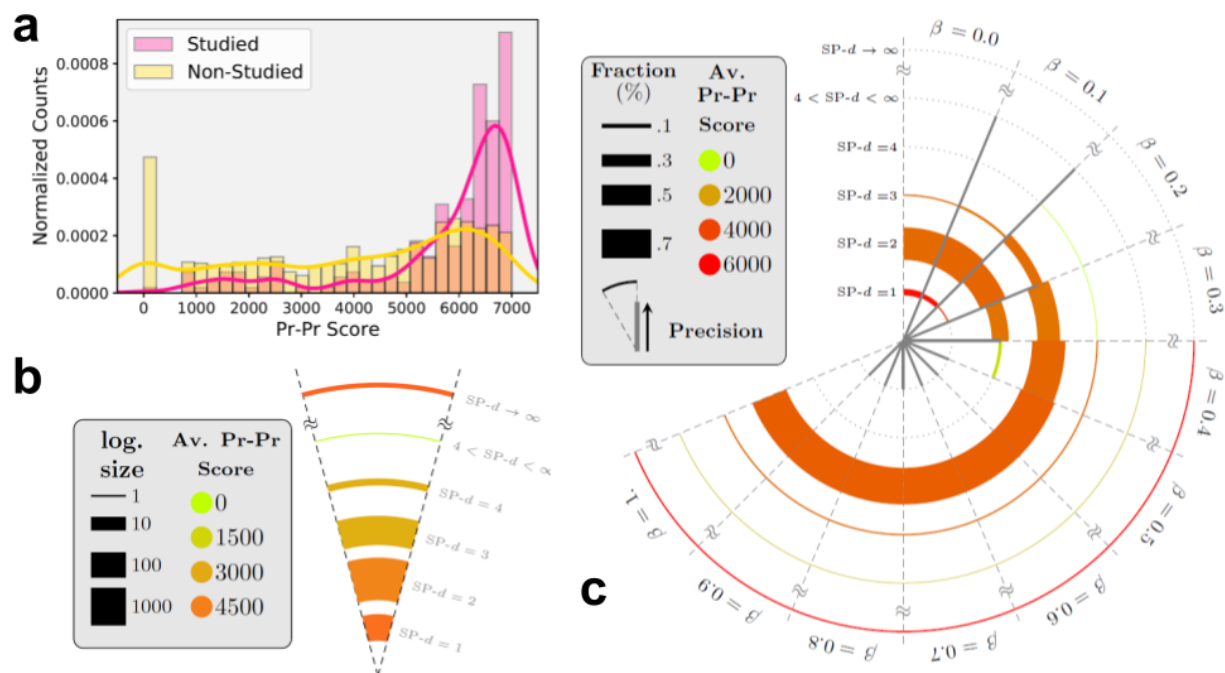 a
Studied
Non-Studied
0.0008
0.0006
0.0004
0.0002
0.0000
Normalized Counts
0 1000 2000 3000 4000 5000 6000 7000
Pr-Pr Score
b
log. size
1
10
100
1000
Av. Pr-Pr
Score
0
1500
3000
4500
SP-d → ∞
4 < SP-d < ∞
SP-d = 4
SP-d = 3
SP-d = 2
SP-d = 1
c
Fraction
(%)
.1
.3
.5
.7
Av.
Pr-Pr
Score
0
2000
4000
6000
Precision
SP-d → ∞
4 < SP-d < ∞
SP-d =4
SP-d =3
SP-d =2
SP-d =1
β = 0.0
β = 0.1
β = 0.2
β = 0.3
β = 0.4
β = 0.5
β = 0.6
β = 0.7
β = 0.8
β = 0.9
β = 1.